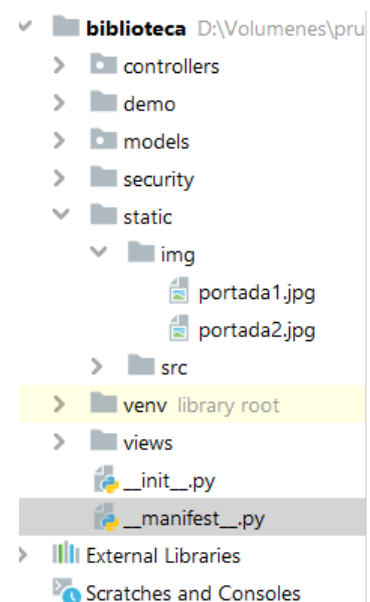 biblioteca D:\Volumenes\pru
controllers
demo
models
security
static
img
portada1.jpg
portada2.jpg
src
venv library root
views
__init__.py
__manifest__.py
External Libraries
Scratches and Consoles